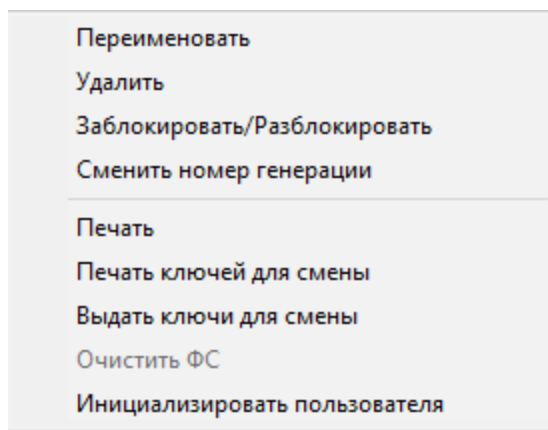 Переименовать
Удалить
Заблокировать/Разблокировать
Сменить номер генерации
Печать
Печать ключей для смены
Выдать ключи для смены
Очистить ФС
Инициализировать пользователя